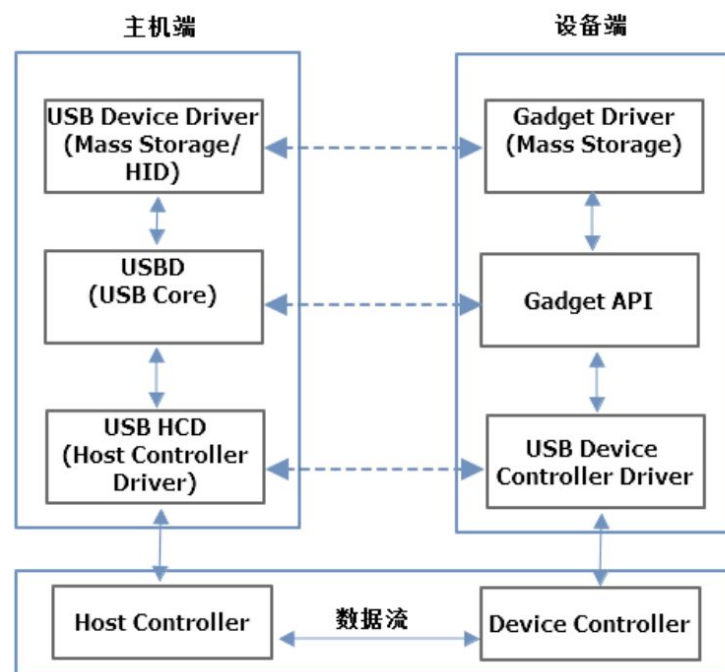 主机端
设备端
USB Device Driver
(Mass Storage/
HID)
Gadget Driver
(Mass Storage)
USBD
(USB Core)
Gadget API
USB HCD
(Host Controller
Driver)
USB Device
Controller Driver
Host Controller
数据流
Device Controller